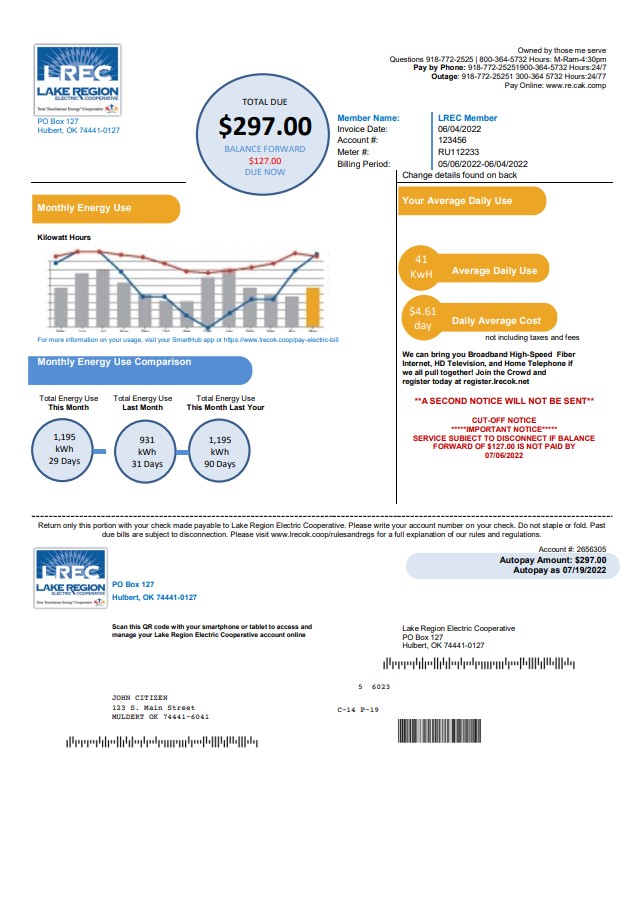 LREC
LAKE REGION
ELECTRIC COOPERATIVE
Your Touchstone Energy® Cooperative
PO Box 127
Hulbert, OK 74441-0127
Owned by those me serve
Questions 918-772-2525 | 800-364-5732 Hours: M-Ram-4:30pm
Pay by Phone: 918-772-25251900-364-5732 Hours:24/7
Outage: 918-772-25251 300-364 5732 Hours:24/77
Pay Online: www.re.cak.comp
TOTAL DUE
$297.00
BALANCE FORWARD
$127.00
DUE NOW
Member Name: LREC Member
Invoice Date: 06/04/2022
Account #: 123456
Meter #: RU112233
Billing Period: 05/06/2022-06/04/2022
Change details found on back
Monthly Energy Use
Kilowatt Hours
For more information on your usage, visit your SmartHub app or https://www.lrecok.coop/pay-electric-bill
Monthly Energy Use Comparison
Total Energy Use This Month
1,195 kWh 29 Days
Total Energy Use Last Month
931 kWh 31 Days
Total Energy Use This Month Last Your
1,195 kWh 90 Days
Your Average Daily Use
41 KwH
Average Daily Use
$4.61 day
Daily Average Cost
not including taxes and fees
We can bring you Broadband High-Speed Fiber
Internet, HD Television, and Home Telephone if
we all pull together! Join the Crowd and
register today at register.lrecok.net
**A SECOND NOTICE WILL NOT BE SENT**
CUT-OFF NOTICE
*****IMPORTANT NOTICE*****
SERVICE SUBIECT TO DISCONNECT IF BALANCE
FORWARD OF $127.00 IS NOT PAID BY
07/06/2022
Return only this portion with your check made payable to Lake Region Electric Cooperative. Please write your account number on your check. Do not staple or fold. Past
due bills are subject to disconnection. Please visit www.lrecok.coop/rulesandregs for a full explanation of our rules and regulations.
LREC
LAKE REGION
ELECTRIC COOPERATIVE
Your Touchstone Energy® Cooperative
PO Box 127
Hulbert, OK 74441-0127
Account #: 2656305
Autopay Amount: $297.00
Autopay as 07/19/2022
Scan this QR code with your smartphone or tablet to access and
manage your Lake Region Electric Cooperative account online
Lake Region Electric Cooperative
PO Box 127
Hulbert, OK 74441-0127
5 6023
JOHN CITIZEN
123 S. Main Street
MULDERT OK 74441-6041
C-14 P-19